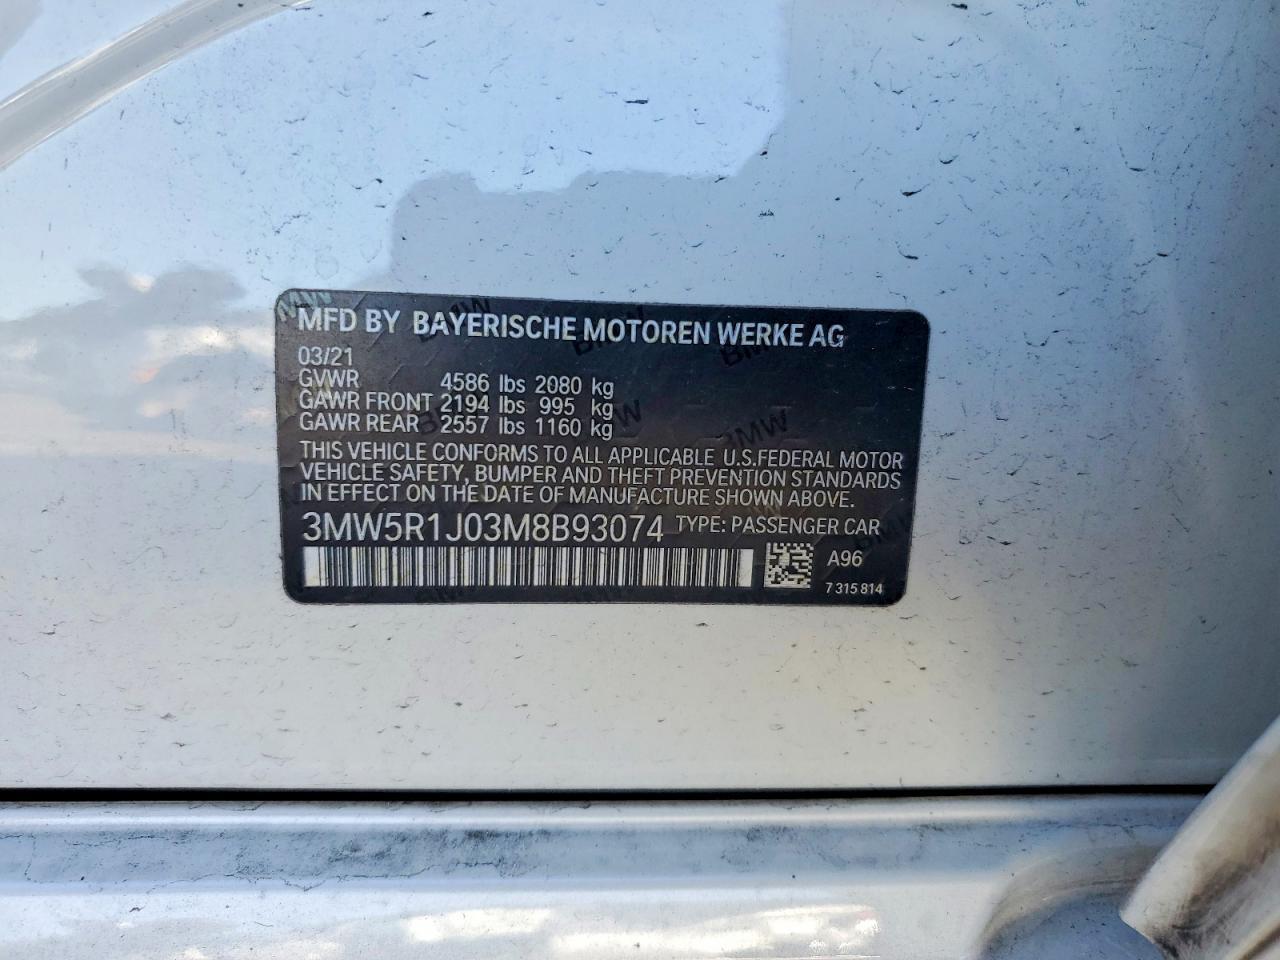 MFD BY BAYERISCHE MOTOREN WERKE AG
03/21
GVWR 4586 lbs 2080 kg
GAWR FRONT 2194 lbs 995 kg
GAWR REAR 2557 lbs 1160 kg
THIS VEHICLE CONFORMS TO ALL APPLICABLE U.S.FEDERAL MOTOR
VEHICLE SAFETY, BUMPER AND THEFT PREVENTION STANDARDS
IN EFFECT ON THE DATE OF MANUFACTURE SHOWN ABOVE.
3MW5R1J03M8B93074 TYPE: PASSENGER CAR
A96
7 315 814